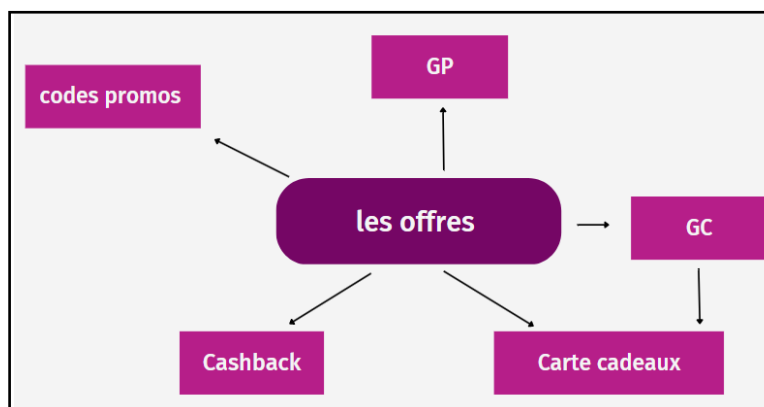 GP
codes promos
les offres
GC
Cashback
Carte cadeaux